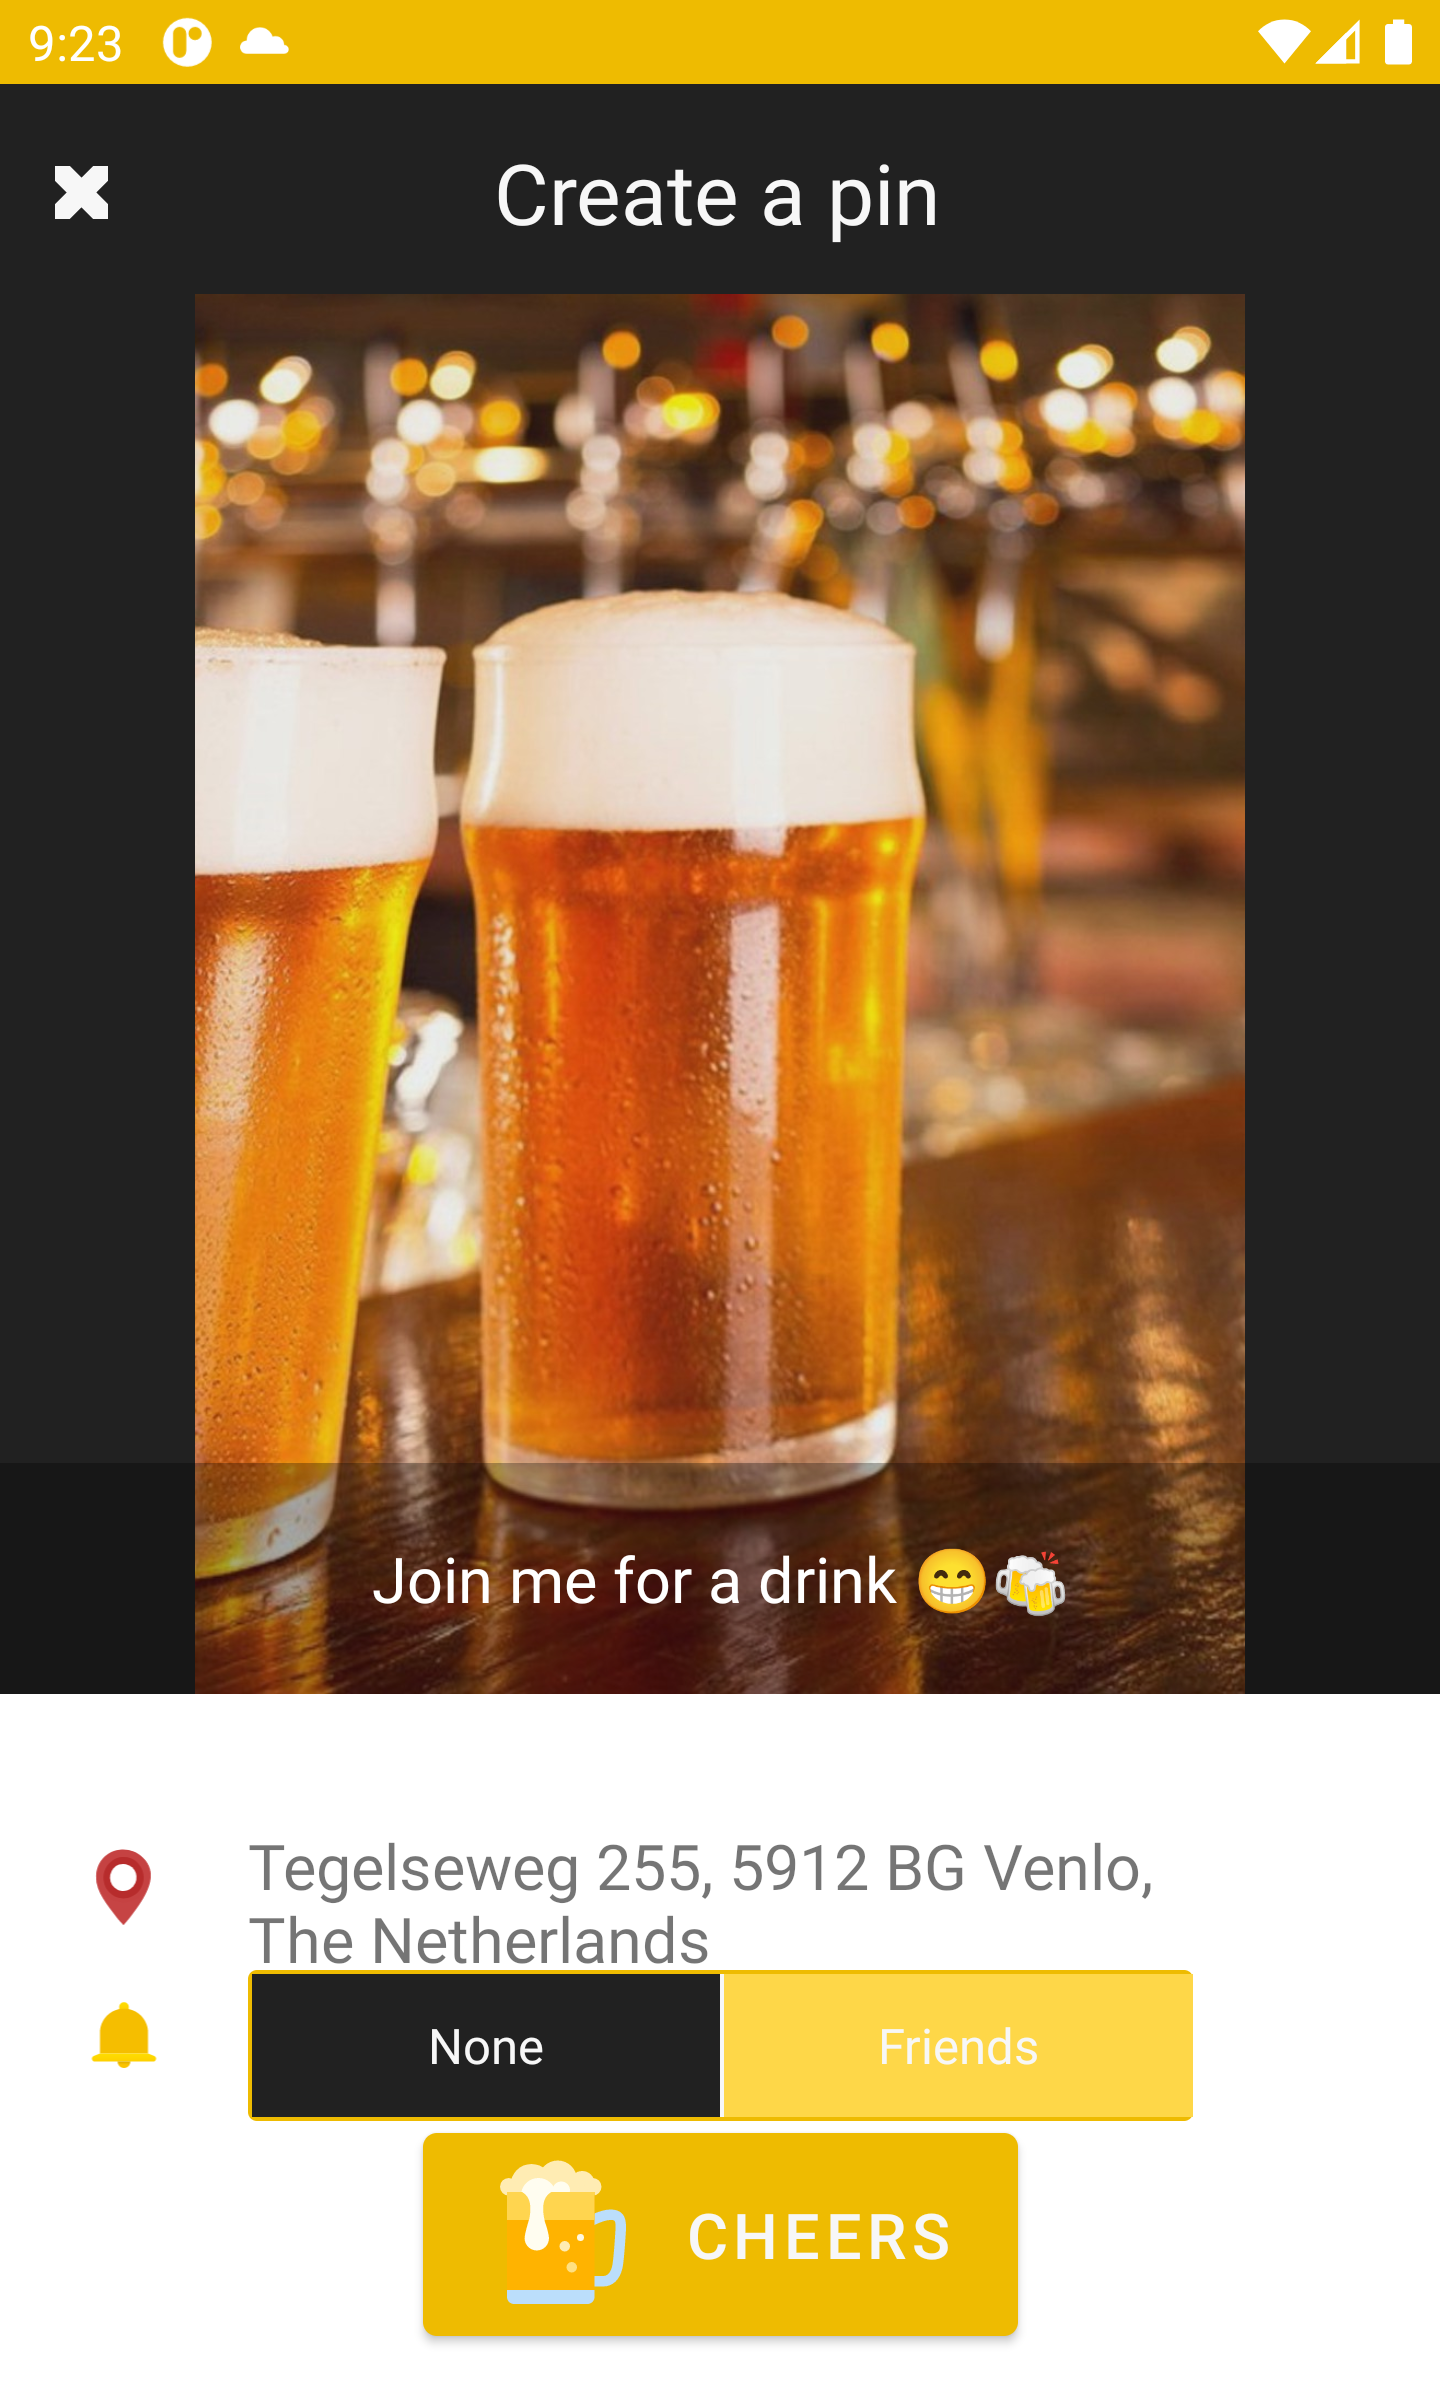 9:23
Create a pin
Join me for a drink 😁🍻
Tegelseweg 255, 5912 BG Venlo,
The Netherlands
None
Friends
CHEERS